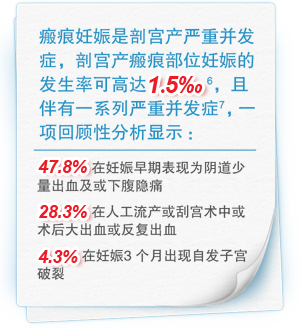 瘢痕妊娠是剖宫产严重并发
症，剖宫产瘢痕部位妊娠的
发生率可高达1.5‰⁶，且
伴有一系列严重并发症⁷，一
项回顾性分析显示：
47.8% 在妊娠早期表现为阴道少
量出血及或下腹隐痛
28.3% 在人工流产或刮宫术中或
术后大出血或反复出血
4.3% 在妊娠3 个月出现自发子宫
破裂